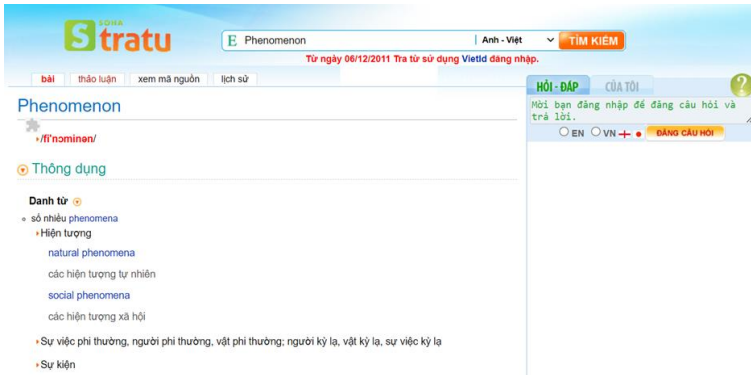 SOHA
Stratu
E Phenomenon
Anh - Việt
TÌM KIẾM
Từ ngày 06/12/2011 Tra từ sử dụng VietId đăng nhập.
bài thảo luận xem mã nguồn lịch sử
Phenomenon
/fi'nɔminən/
Thông dụng
Danh từ
số nhiều phenomena
Hiện tượng
natural phenomena
các hiện tượng tự nhiên
social phenomena
các hiện tượng xã hội
Sự việc phi thường, người phi thường, vật phi thường; người kỳ lạ, vật kỳ lạ, sự việc kỳ lạ
Sự kiện
HỎI - ĐÁP CỦA TÔI ?
Mời bạn đăng nhập để đăng câu hỏi và
trả lời.
EN VN ĐĂNG CÂU HỎI